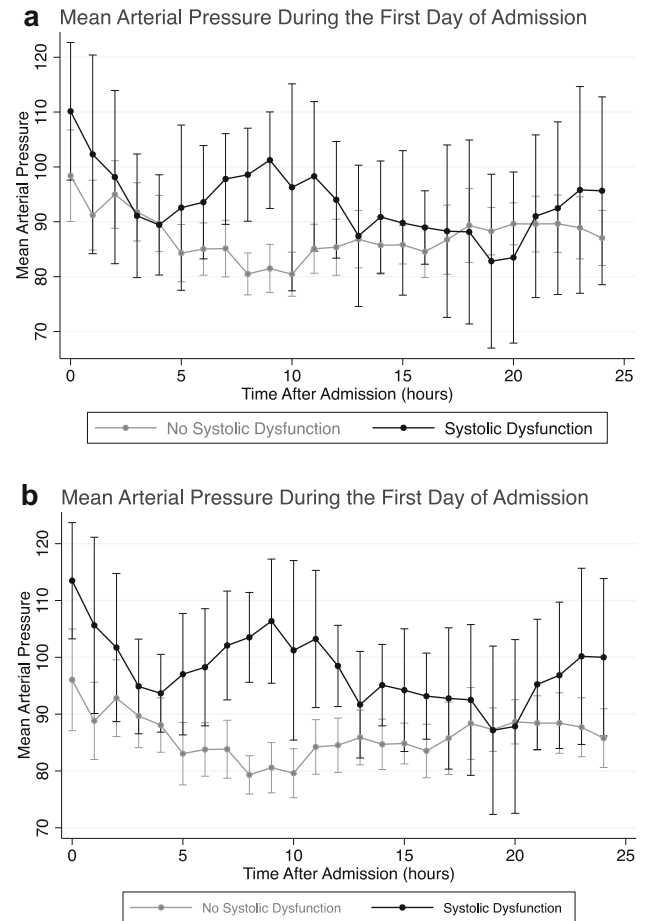 a Mean Arterial Pressure During the First Day of Admission
Mean Arterial Pressure
120
110
100
90
80
70
0 5 10 15 20 25
Time After Admission (hours)
No Systolic Dysfunction Systolic Dysfunction
b Mean Arterial Pressure During the First Day of Admission
Mean Arterial Pressure
120
110
100
90
80
70
0 5 10 15 20 25
Time After Admission (hours)
No Systolic Dysfunction Systolic Dysfunction